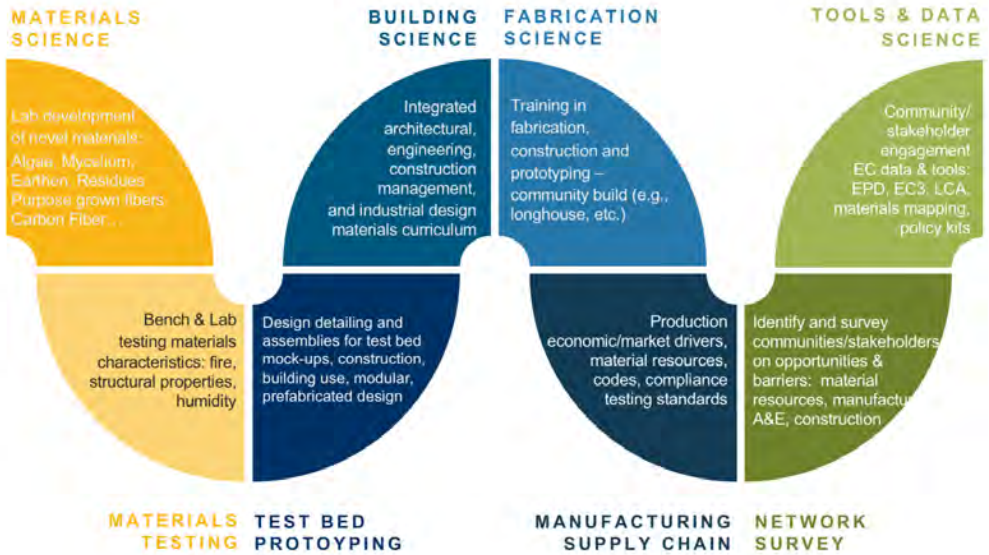 MATERIALS
SCIENCE
Lab development
of novel materials:
Algae, Mycelium,
Earthen, Residues
Purpose grown fibers
Carbon Fiber...
BUILDING
SCIENCE
Integrated
architectural,
engineering,
construction
management,
and industrial design
materials curriculum
FABRICATION
SCIENCE
Training in
fabrication,
construction and
prototyping –
community build (e.g.,
longhouse, etc.)
TOOLS & DATA
SCIENCE
Community/
stakeholder
engagement
EC data & tools:
EPD, EC3, LCA,
materials mapping,
policy kits
Bench & Lab
testing materials
characteristics: fire,
structural properties,
humidity
MATERIALS
TESTING
Design detailing and
assemblies for test bed
mock-ups, construction,
building use, modular,
prefabricated design
TEST BED
PROTOYPING
Production
economic/market drivers,
material resources,
codes, compliance
testing standards
MANUFACTURING
SUPPLY CHAIN
Identify and survey
communities/stakeholders
on opportunities &
barriers: material
resources, manufactu
A&E, construction
NETWORK
SURVEY